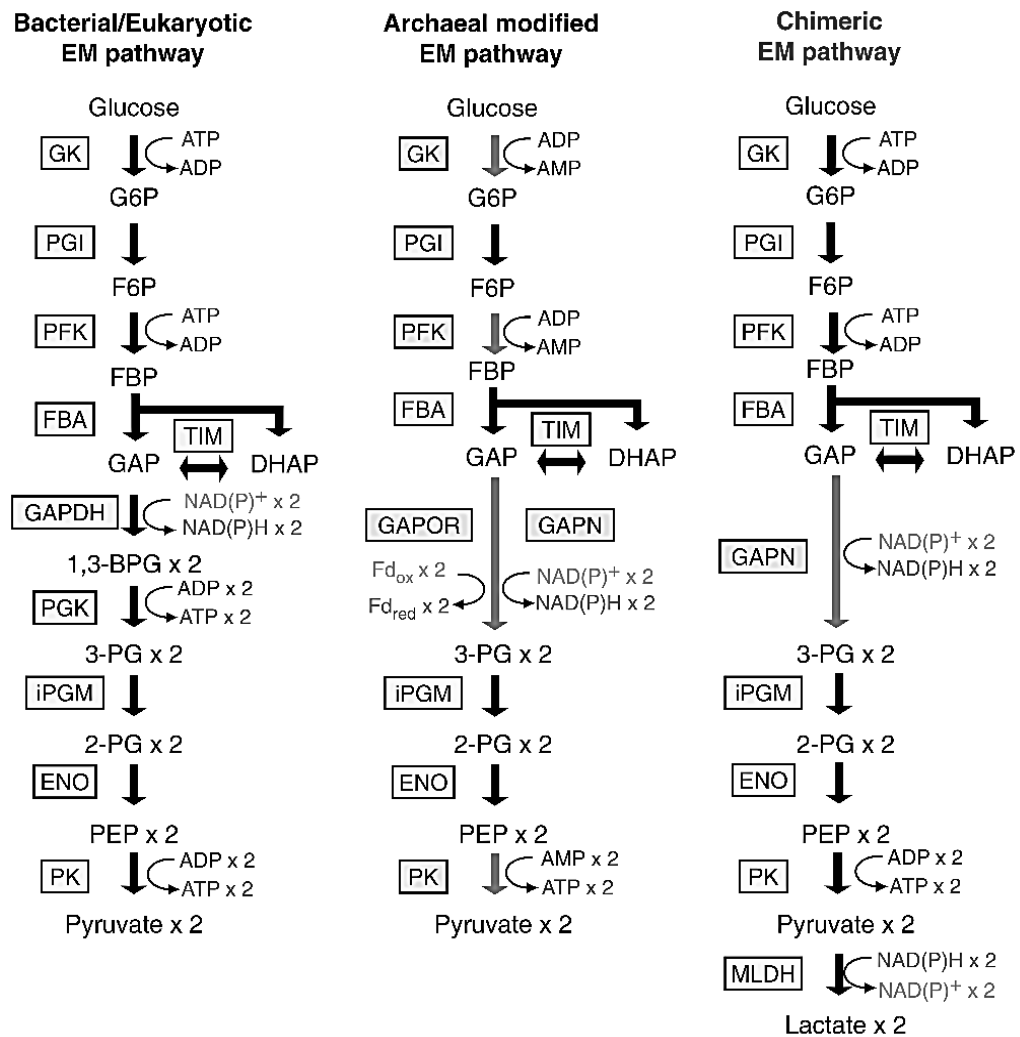 Bacterial/Eukaryotic
EM pathway
Glucose
GK
ATP
ADP
G6P
PGI
F6P
PFK
ATP
ADP
FBP
FBA
TIM
GAP
DHAP
GAPDH
NAD(P)+ x 2
NAD(P)H x 2
1,3-BPG x 2
PGK
ADP x 2
ATP x 2
3-PG x 2
iPGM
2-PG x 2
ENO
PEP x 2
PK
ADP x 2
ATP x 2
Pyruvate x 2
Archaeal modified
EM pathway
Glucose
GK
ADP
AMP
G6P
PGI
F6P
PFK
ADP
AMP
FBP
FBA
TIM
GAP
DHAP
GAPOR
GAPN
Fdox x 2
Fdred x 2
NAD(P)+ x 2
NAD(P)H x 2
3-PG x 2
iPGM
2-PG x 2
ENO
PEP x 2
PK
AMP x 2
ATP x 2
Pyruvate x 2
Chimeric
EM pathway
Glucose
GK
ATP
ADP
G6P
PGI
F6P
PFK
ATP
ADP
FBP
FBA
TIM
GAP
DHAP
GAPN
NAD(P)+ x 2
NAD(P)H x 2
3-PG x 2
iPGM
2-PG x 2
ENO
PEP x 2
PK
ADP x 2
ATP x 2
Pyruvate x 2
MLDH
NAD(P)H x 2
NAD(P)+ x 2
Lactate x 2